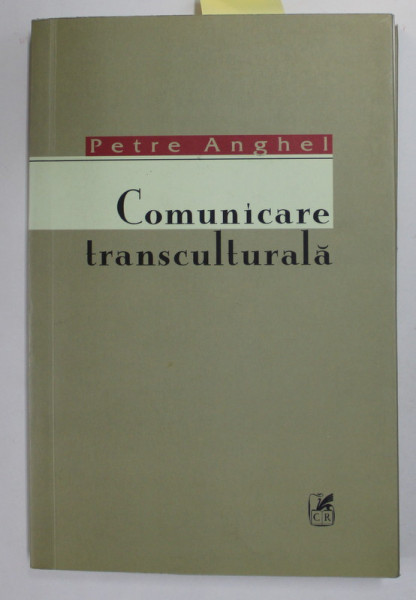 Petre Anghel
Comunicare
transculturală
C R